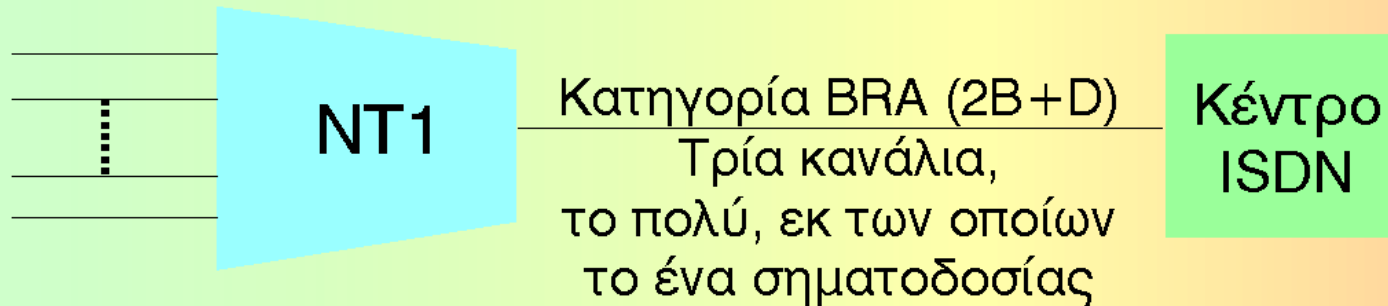 NT1
Κατηγορία BRA (2B+D)
Τρία κανάλια,
το πολύ, εκ των οποίων
το ένα σηματοδοσίας
Κέντρο
ISDN